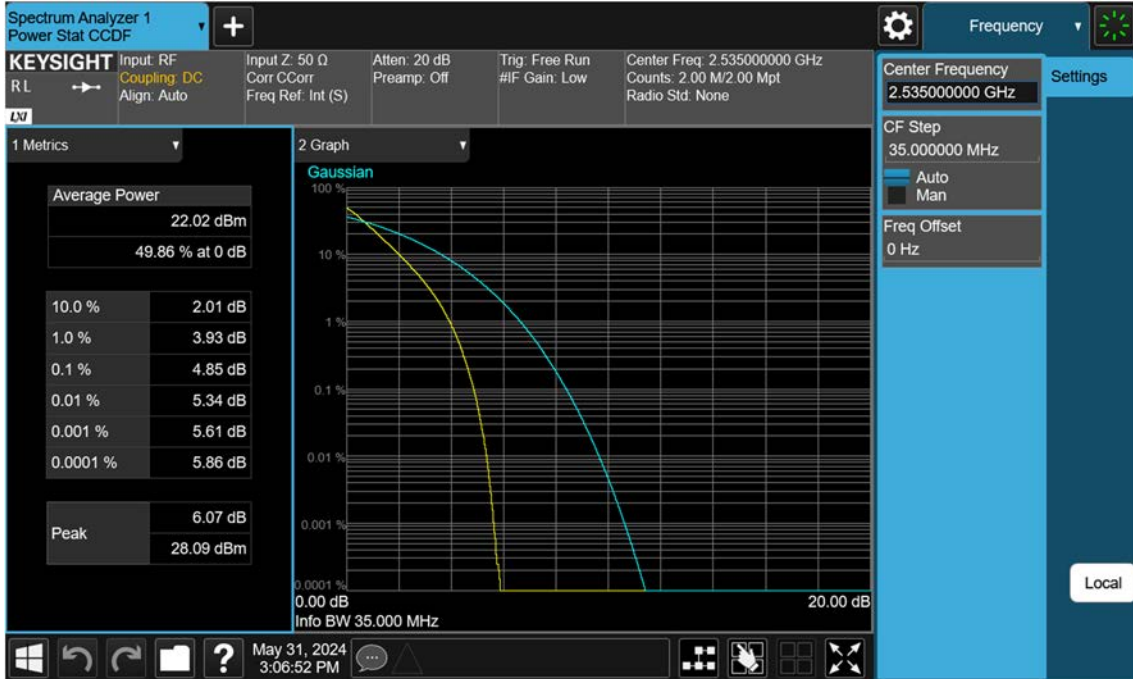 Spectrum Analyzer 1
Power Stat CCDF
+
Frequency
KEYSIGHT
R L
LXI
Input: RF
Coupling: DC
Align: Auto
Input Z: 50 Ω
Corr CCorr
Freq Ref: Int (S)
Atten: 20 dB
Preamp: Off
Trig: Free Run
#IF Gain: Low
Center Freq: 2.535000000 GHz
Counts: 2.00 M/2.00 Mpt
Radio Std: None
Center Frequency
2.535000000 GHz
Settings
CF Step
35.000000 MHz
Auto
Man
Freq Offset
0 Hz
Local
1 Metrics
Average Power
22.02 dBm
49.86 % at 0 dB
10.0 % 2.01 dB
1.0 % 3.93 dB
0.1 % 4.85 dB
0.01 % 5.34 dB
0.001 % 5.61 dB
0.0001 % 5.86 dB
Peak
6.07 dB
28.09 dBm
2 Graph
Gaussian
100 %
10 %
1 %
0.1 %
0.01 %
0.001 %
0.0001 %
0.00 dB 20.00 dB
Info BW 35.000 MHz
?
May 31, 2024
3:06:52 PM